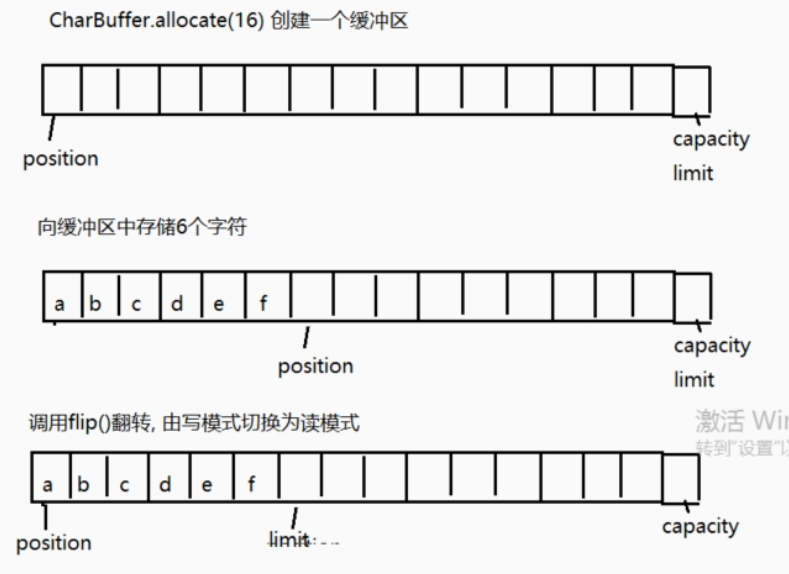 CharBuffer.allocate(16) 创建一个缓冲区
position
capacity
limit
向缓冲区中存储6个字符
a b c d e f
position
capacity
limit
调用flip()翻转, 由写模式切换为读模式
激活 Win
转到"设置"以
a b c d e f
position
limit
capacity